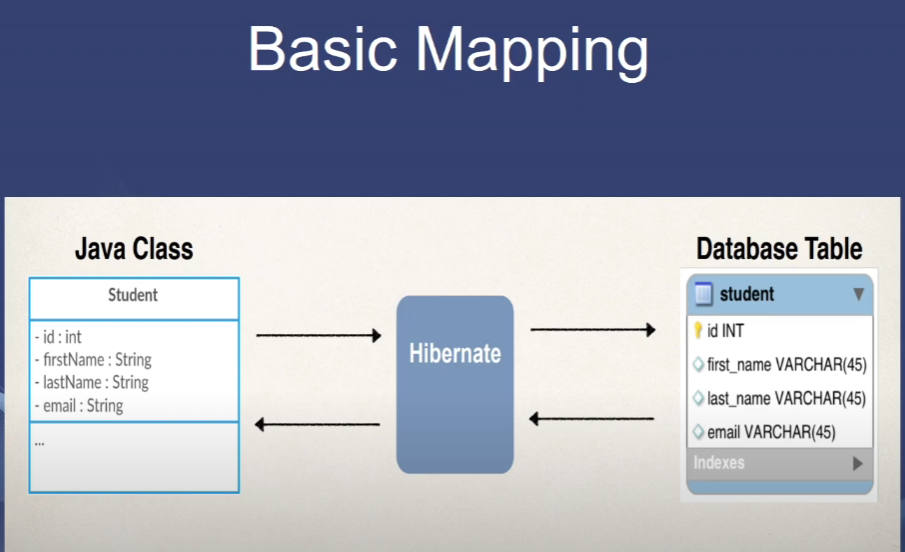 Basic Mapping
Java Class
Student
- id : int
- firstName : String
- lastName : String
- email : String
...
Hibernate
Database Table
student
id INT
first_name VARCHAR(45)
last_name VARCHAR(45)
email VARCHAR(45)
Indexes